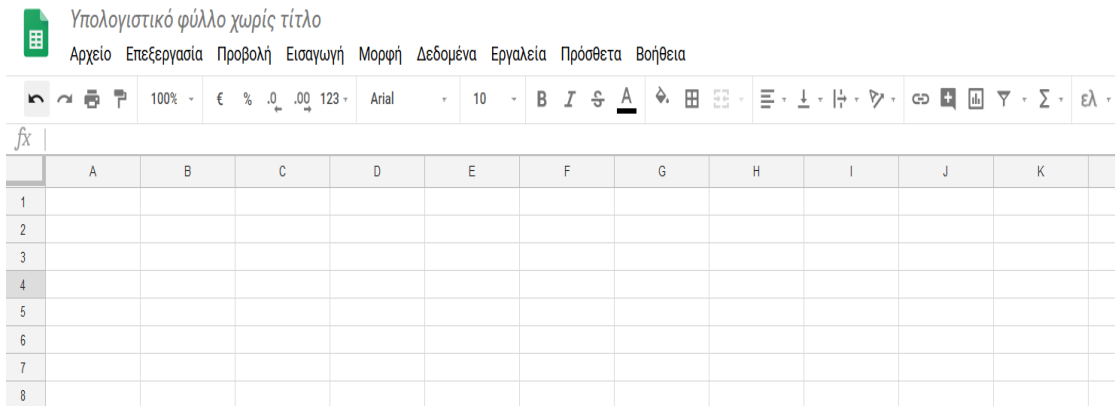 Υπολογιστικό φύλλο χωρίς τίτλο
Αρχείο Επεξεργασία Προβολή Εισαγωγή Μορφή Δεδομένα Εργαλεία Πρόσθετα Βοήθεια
100% € % .0 .00 123 Arial 10 B I S A Σ ελ
fx
A B C D E F G H I J K
1
2
3
4
5
6
7
8